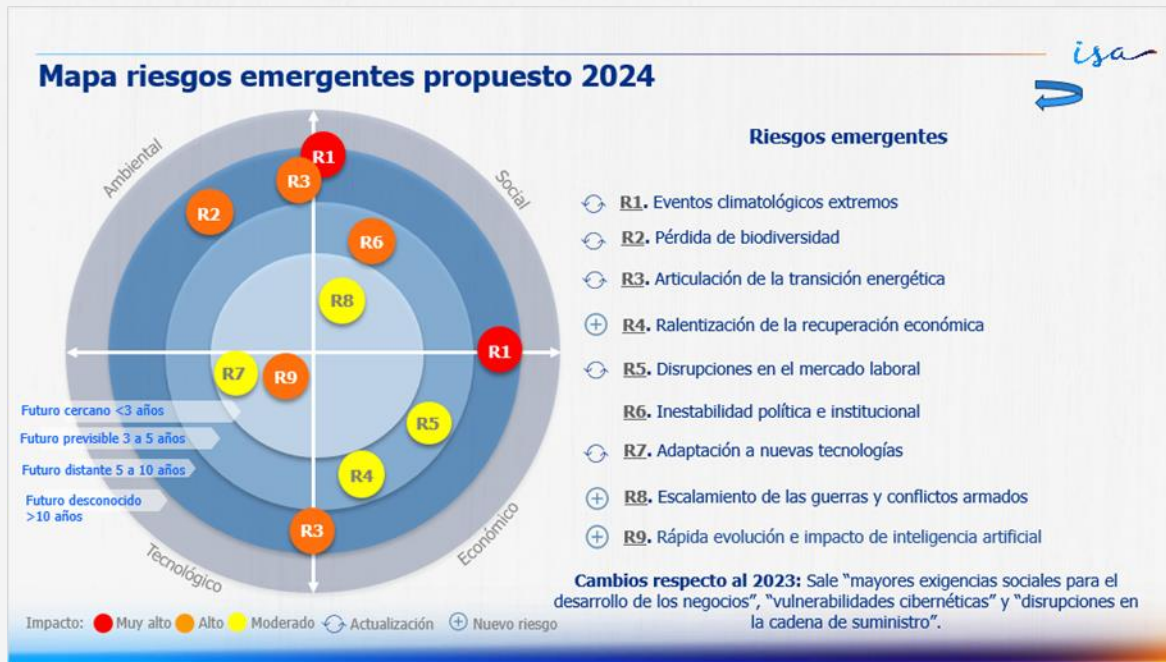 isa
Mapa riesgos emergentes propuesto 2024
Ambiental
Social
Tecnológico
Económico
R1
R3
R2
R6
R8
R1
R7
R9
R5
R4
R3
Futuro cercano <3 años
Futuro previsible 3 a 5 años
Futuro distante 5 a 10 años
Futuro desconocido
>10 años
Impacto: Muy alto Alto Moderado Actualización Nuevo riesgo
Riesgos emergentes
R1. Eventos climatológicos extremos
R2. Pérdida de biodiversidad
R3. Articulación de la transición energética
R4. Ralentización de la recuperación económica
R5. Disrupciones en el mercado laboral
R6. Inestabilidad política e institucional
R7. Adaptación a nuevas tecnologías
R8. Escalamiento de las guerras y conflictos armados
R9. Rápida evolución e impacto de inteligencia artificial
Cambios respecto al 2023: Sale “mayores exigencias sociales para el
desarrollo de los negocios”, “vulnerabilidades cibernéticas” y “disrupciones en
la cadena de suministro”.